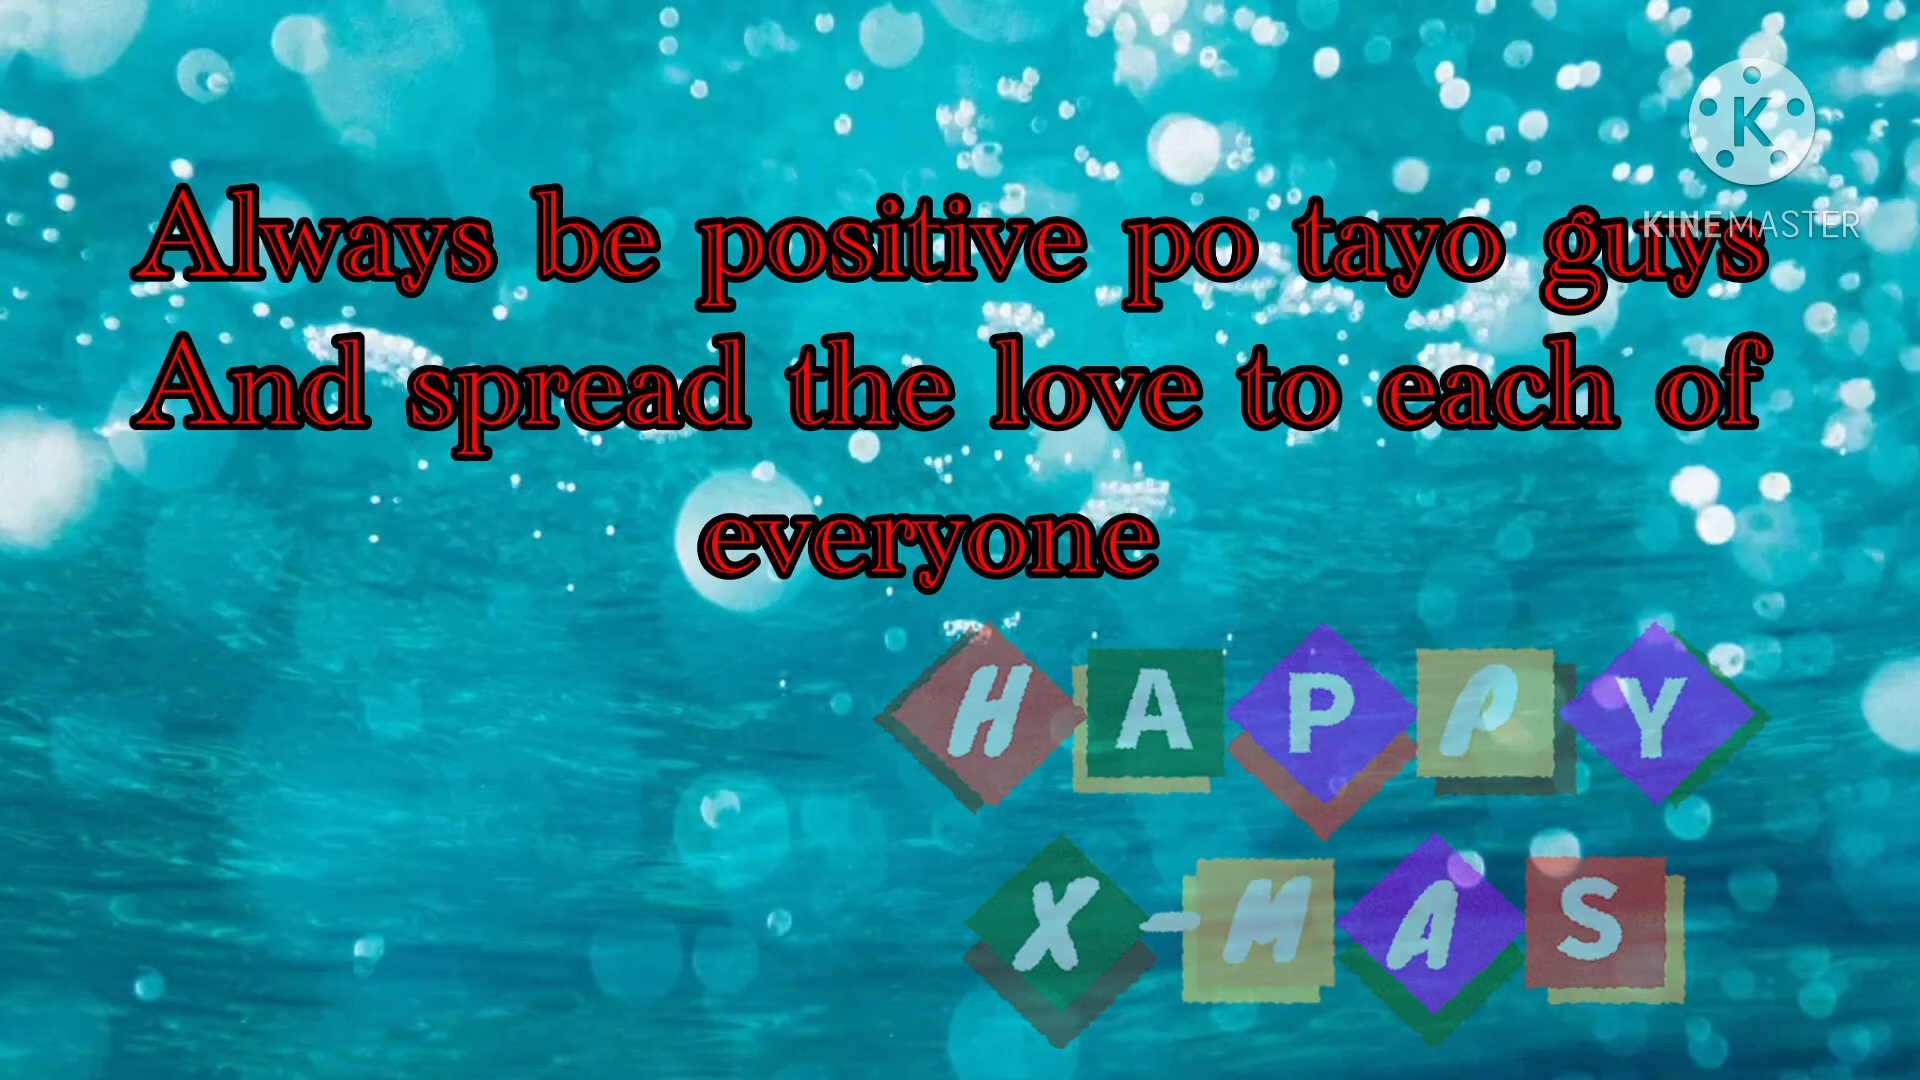 K
KINEMASTER
Always be positive po tayo guys
And spread the love to each of
everyone
HAPPY
X-MAS